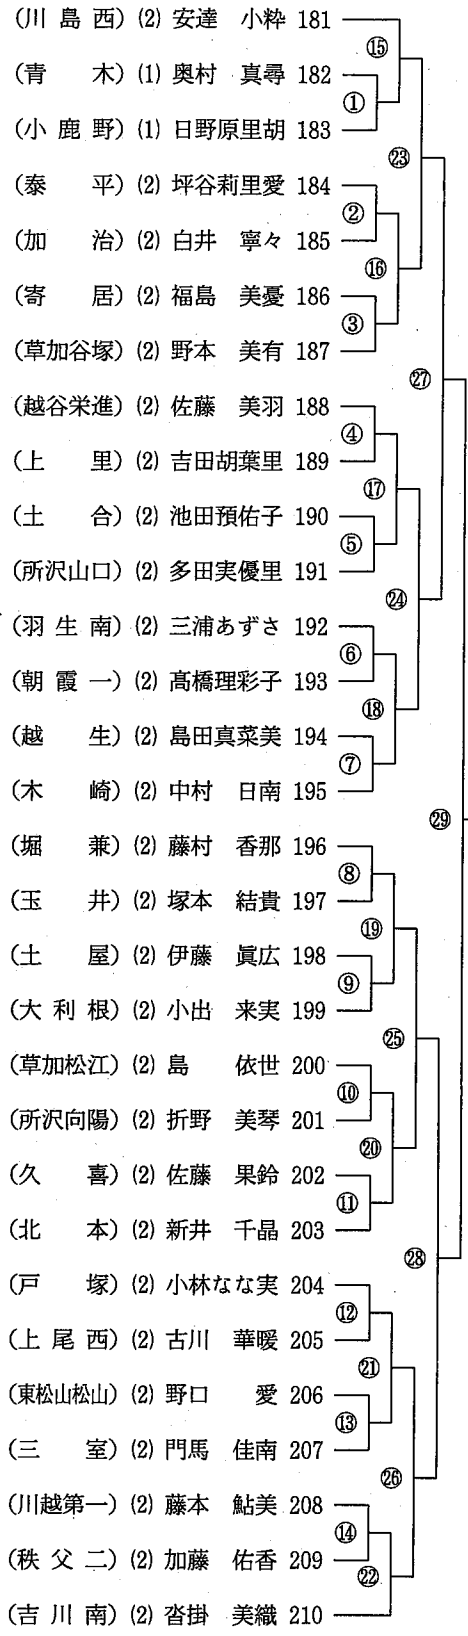 (川島西) (2) 安達 小粋 181
⑮
(青木) (1) 奥村 真尋 182
①
(小鹿野) (1) 日野原里胡 183
㉓
(泰平) (2) 坪谷莉里愛 184
②
(加治) (2) 白井 寧々 185
⑯
(寄居) (2) 福島 美憂 186
③
(草加谷塚) (2) 野本 美有 187
㉗
(越谷栄進) (2) 佐藤 美羽 188
④
(上里) (2) 吉田胡葉里 189
⑰
(土合) (2) 池田預佑子 190
⑤
(所沢山口) (2) 多田実優里 191
㉔
(羽生南) (2) 三浦あずさ 192
⑥
(朝霞一) (2) 髙橋理彩子 193
⑱
(越生) (2) 島田真菜美 194
⑦
(木崎) (2) 中村 日南 195
㉙
(堀兼) (2) 藤村 香那 196
⑧
(玉井) (2) 塚本 結貴 197
⑲
(土屋) (2) 伊藤 眞広 198
⑨
(大利根) (2) 小出 来実 199
㉕
(草加松江) (2) 島 依世 200
⑩
(所沢向陽) (2) 折野 美琴 201
⑳
(久喜) (2) 佐藤 果鈴 202
⑪
(北本) (2) 新井 千晶 203
㉘
(戸塚) (2) 小林なな実 204
⑫
(上尾西) (2) 古川 華暖 205
㉑
(東松山松山) (2) 野口 愛 206
⑬
(三室) (2) 門馬 佳南 207
㉖
(川越第一) (2) 藤本 鮎美 208
⑭
(秩父二) (2) 加藤 佑香 209
㉒
(吉川南) (2) 沓掛 美織 210